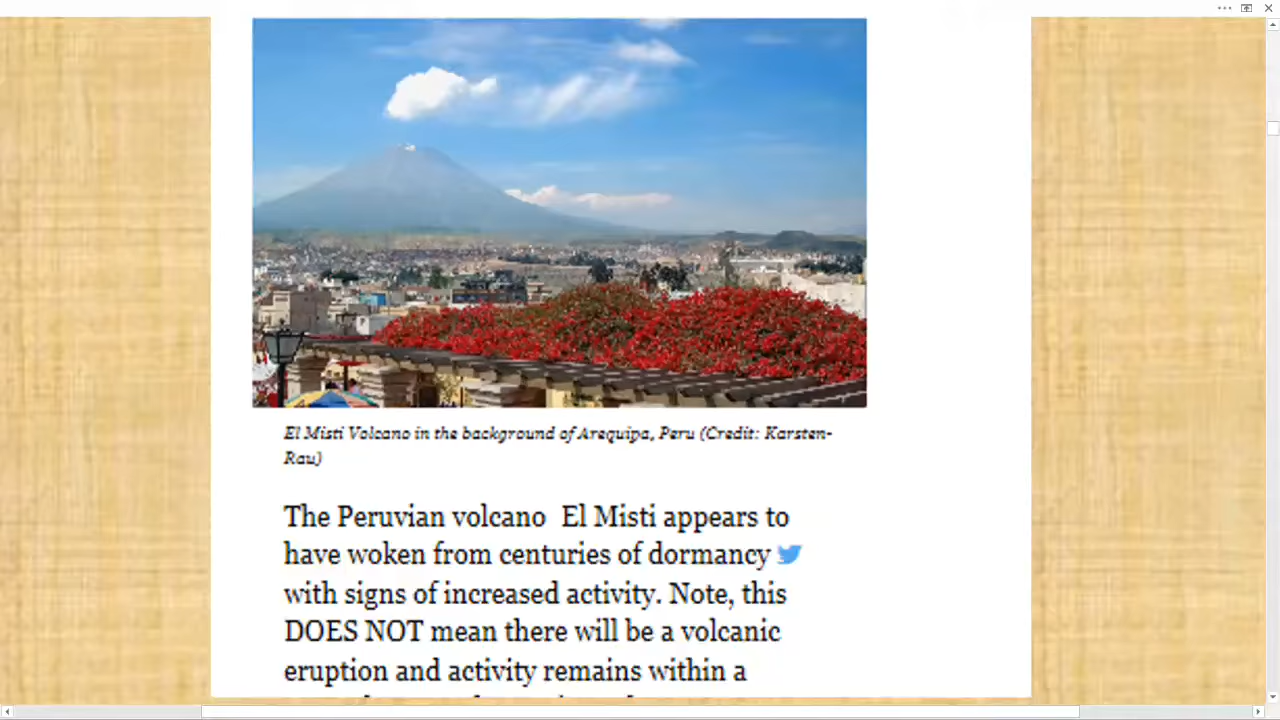 El Misti Volcano in the background of Arequipa, Peru (Credit: Karsten-
Rau)
The Peruvian volcano El Misti appears to
have woken from centuries of dormancy
with signs of increased activity. Note, this
DOES NOT mean there will be a volcanic
eruption and activity remains within a